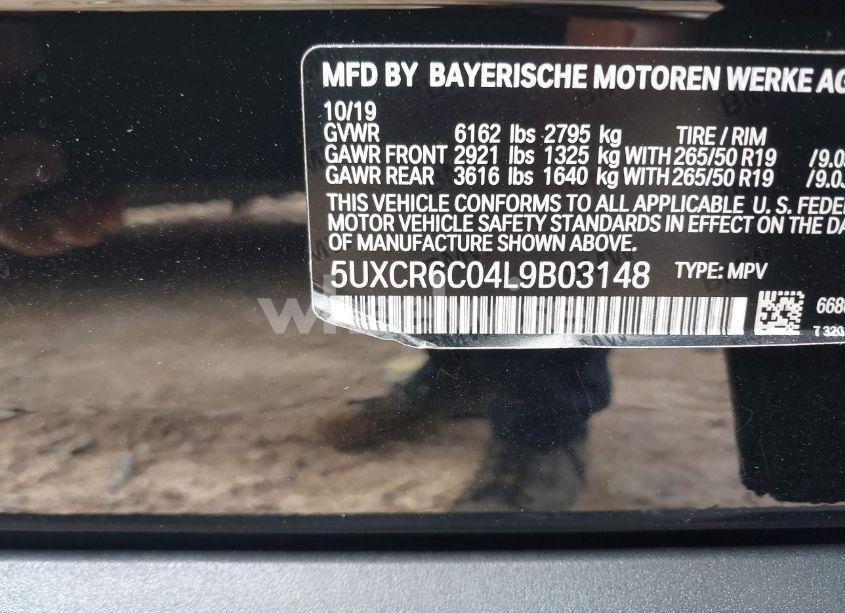 MFD BY BAYERISCHE MOTOREN WERKE AG
10/19
GVWR 6162 lbs 2795 kg TIRE / RIM
GAWR FRONT 2921 lbs 1325 kg WITH 265/50 R19
GAWR REAR 3616 lbs 1640 kg WITH 265/50 R19
THIS VEHICLE CONFORMS TO ALL APPLICABLE U.S. FEDER
MOTOR VEHICLE SAFETY STANDARDS IN EFFECT ON THE DA
OF MANUFACTURE SHOWN ABOVE.
5UXCR6C04L9B03148 TYPE: MPV